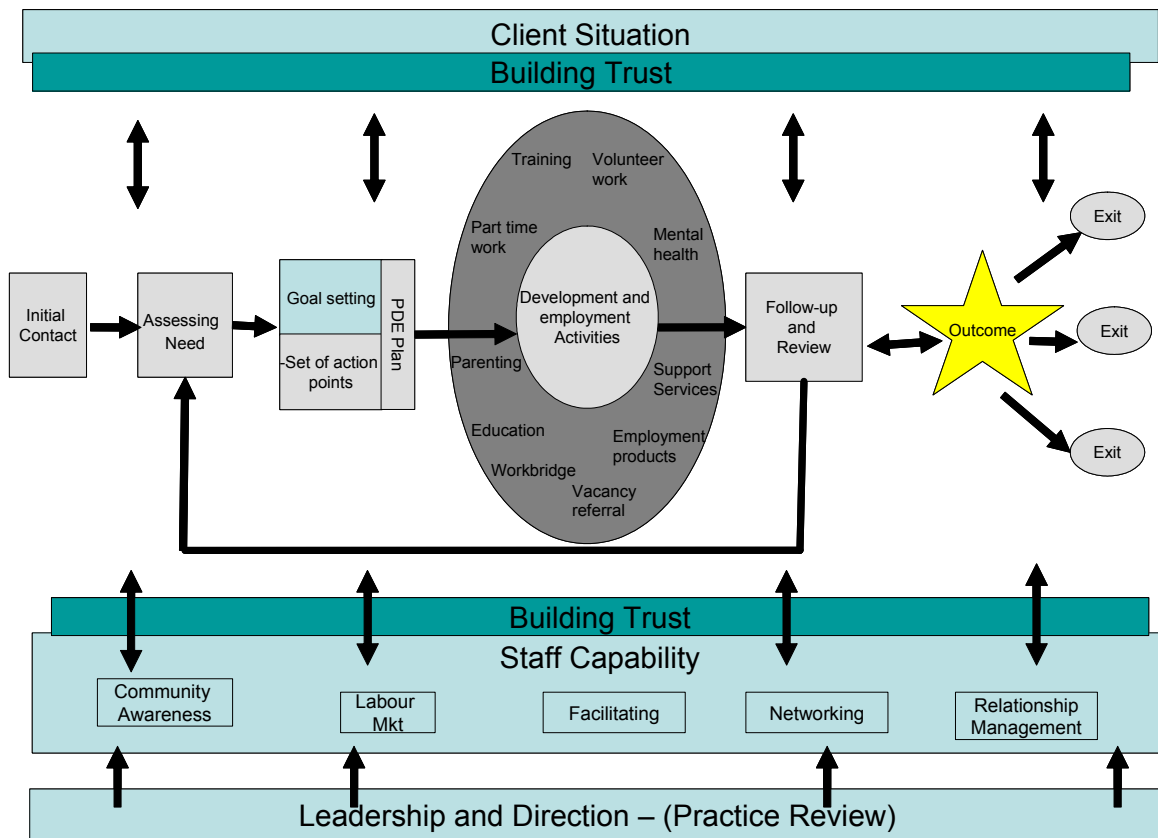 Client Situation
Building Trust
Training
Volunteer
work
Part time
work
Mental
health
Initial
Contact
Assessing
Need
Goal setting
-Set of action
points
PDE Plan
Development and
employment
Activities
Parenting
Support
Services
Education
Employment
products
Workbridge
Vacancy
referral
Follow-up
and
Review
Outcome
Exit
Exit
Exit
Building Trust
Staff Capability
Community
Awareness
Labour
Mkt
Facilitating
Networking
Relationship
Management
Leadership and Direction – (Practice Review)